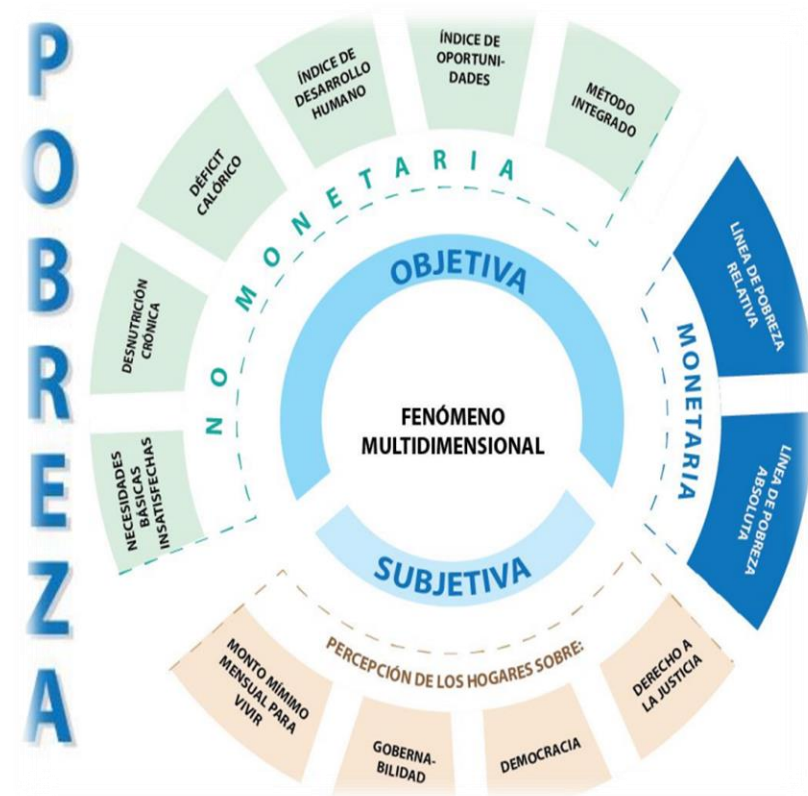 POBREZA
ÍNDICE DE
DESARROLLO
HUMANO
ÍNDICE DE
OPORTUNI-
DADES
MÉTODO
INTEGRADO
DÉFICIT
CALÓRICO
DESNUTRICIÓN
CRÓNICA
NECESIDADES
BÁSICAS
INSATISFECHAS
NO MONETARIA
OBJETIVA
LÍNEA DE POBREZA
RELATIVA
MONETARIA
LÍNEA DE POBREZA
ABSOLUTA
FENÓMENO
MULTIDIMENSIONAL
SUBJETIVA
PERCEPCIÓN DE LOS HOGARES SOBRE:
MONTO MÍMIMO
MENSUAL PARA
VIVIR
GOBERNA-
BILIDAD
DEMOCRACIA
DERECHO A
LA JUSTICIA